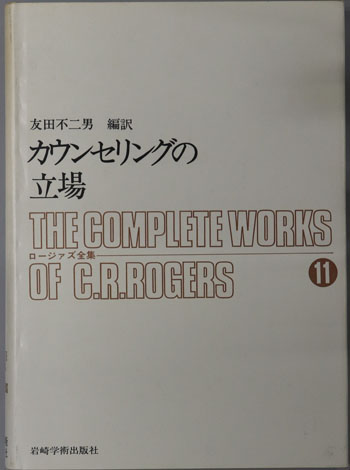 友田不二男 編訳
カウンセリングの
立場
THE COMPLETE WORKS
ロージァズ全集
OF C.R.ROGERS
11
岩崎学術出版社